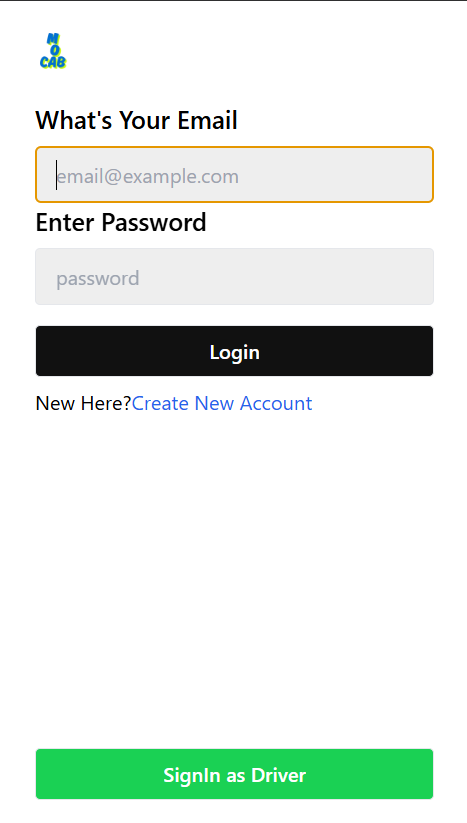 M
O
CAB
What's Your Email
email@example.com
Enter Password
password
Login
New Here?Create New Account
SignIn as Driver